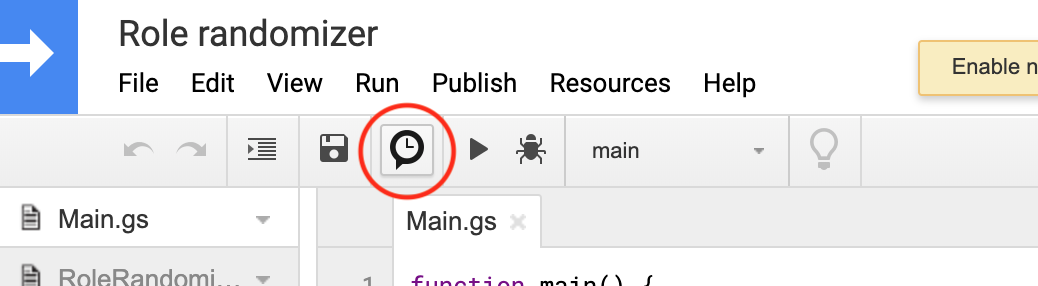 Role randomizer
File Edit View Run Publish Resources Help
Enable n
main
Main.gs
Main.gs
RoleRandomi...
1 function main() {